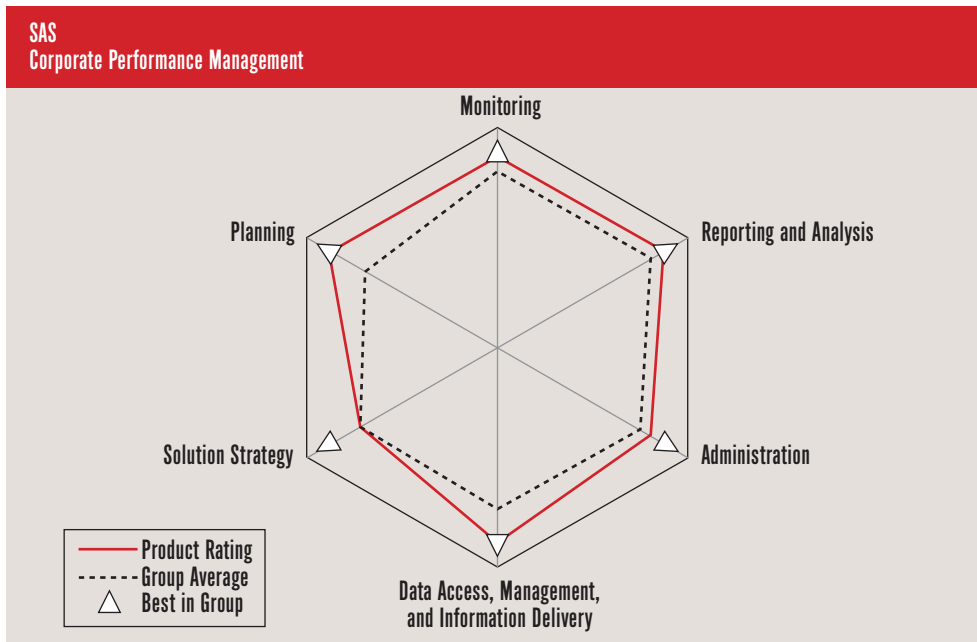 SAS
Corporate Performance Management
Monitoring
Planning
Reporting and Analysis
Solution Strategy
Administration
Data Access, Management,
and Information Delivery
Product Rating
Group Average
Best in Group